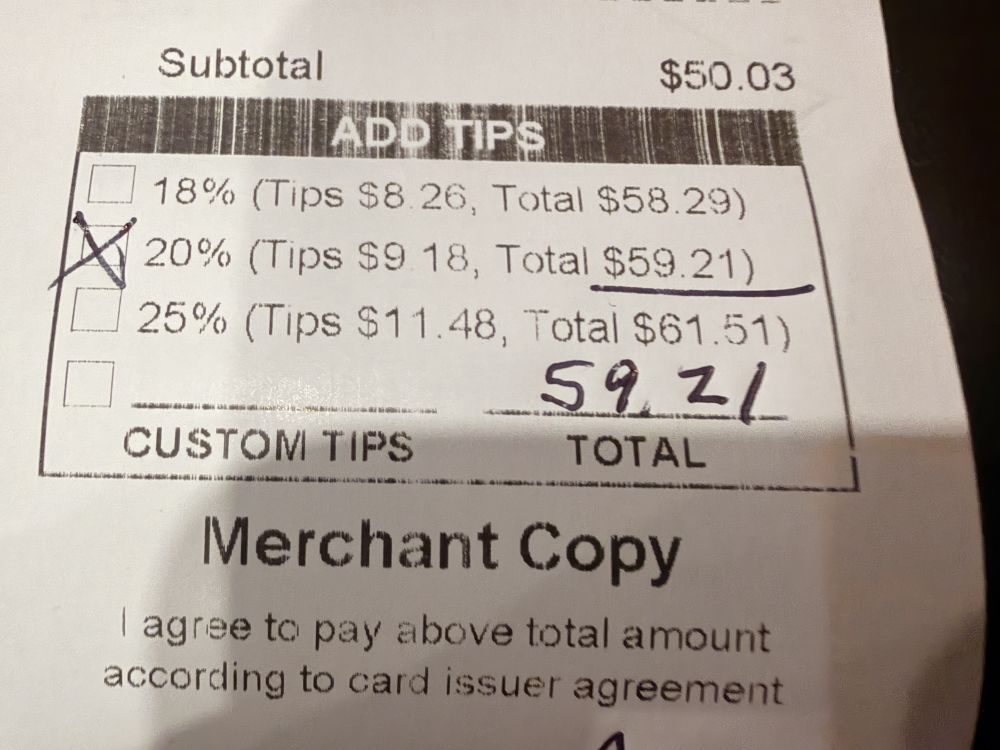 Subtotal $50.03
ADD TIPS
18% (Tips $8.26, Total $58.29)
20% (Tips $9.18, Total $59.21)
25% (Tips $11.48, Total $61.51)
59.21
CUSTOM TIPS TOTAL
Merchant Copy
I agree to pay above total amount
according to card issuer agreement